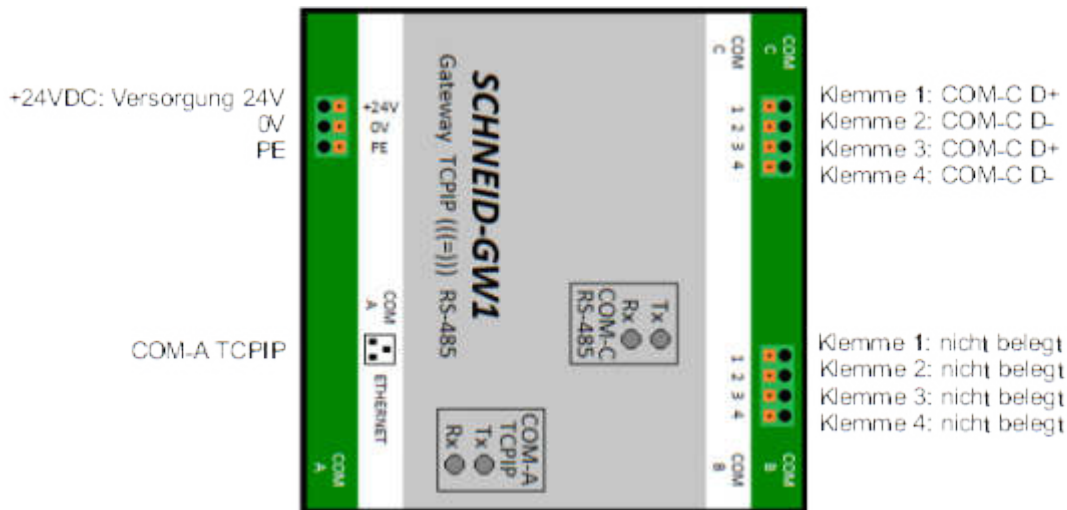 +24VDC: Versorgung 24V
0V
PE
COM-A TCPIP
+24V
0V
PE
COM A
ETHERNET
COM A
SCHNEID-GW1
Gateway TCPIP (((=))) RS-485
Tx
Rx
COM-C
RS-485
COM-A
TCPIP
Tx
Rx
COM C
COM C
1
2
3
4
1
2
3
4
COM B
COM B
Klemme 1: COM-C D+
Klemme 2: COM-C D-
Klemme 3: COM-C D+
Klemme 4: COM-C D-
Klemme 1: nicht belegt
Klemme 2: nicht belegt
Klemme 3: nicht belegt
Klemme 4: nicht belegt